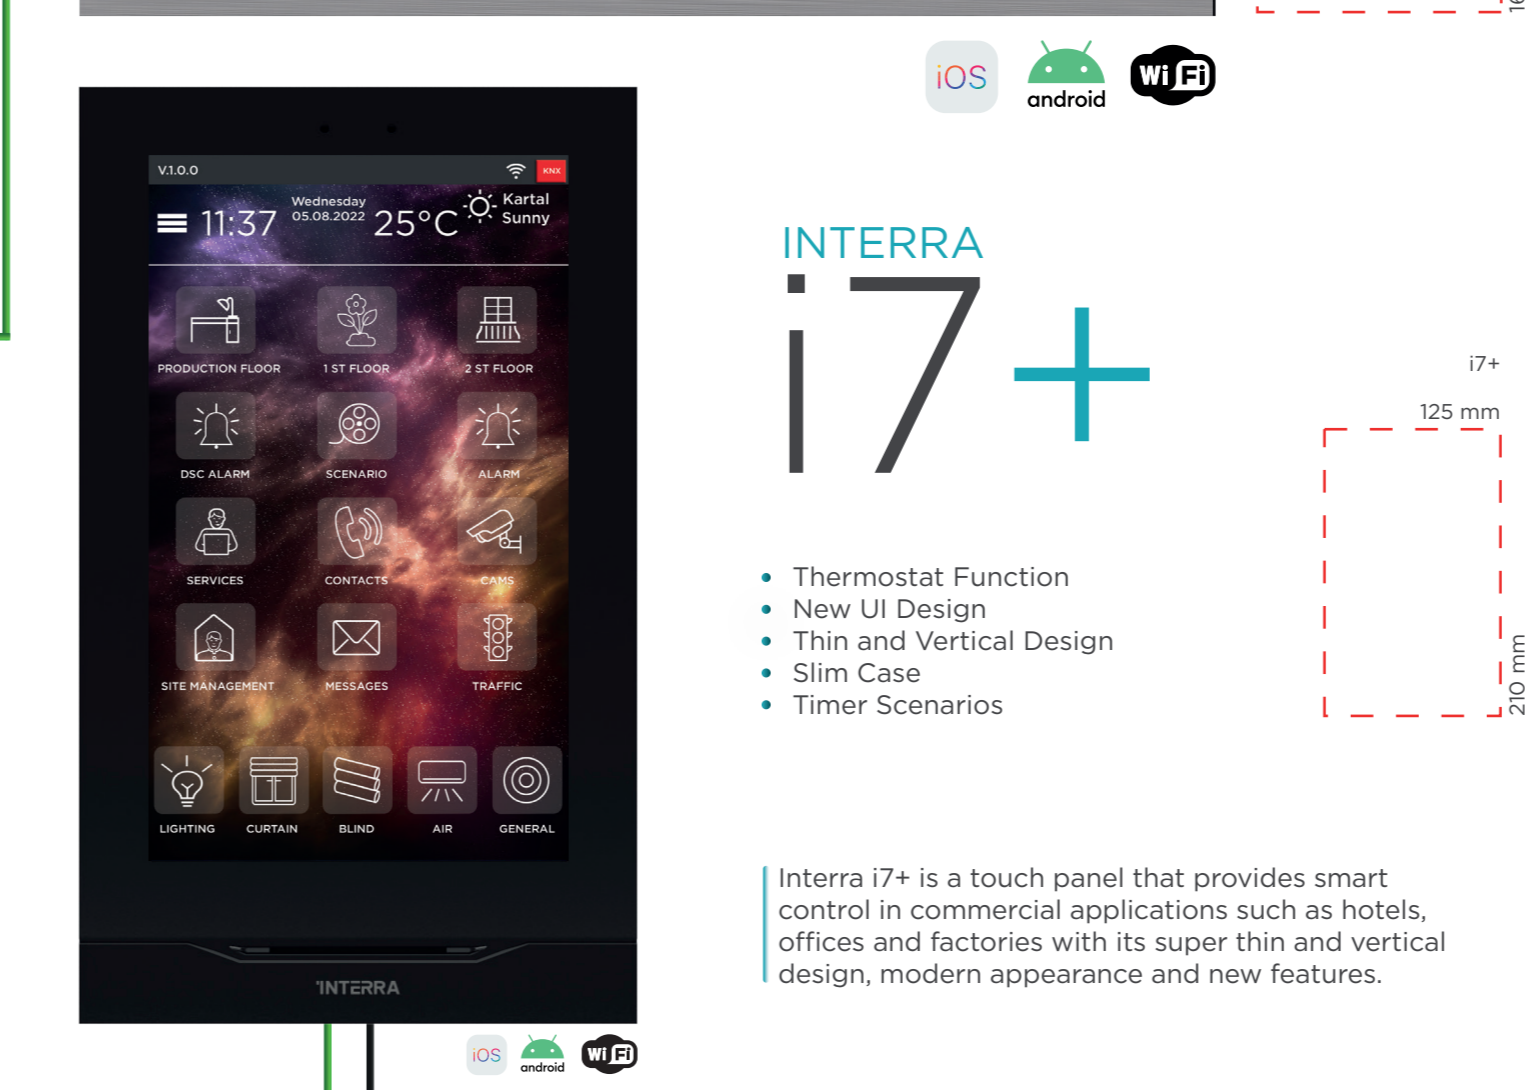 iOS
android
WiFi
V.1.0.0
KNX
11:37
Wednesday
05.08.2022
25°C
Kartal
Sunny
PRODUCTION FLOOR
1 ST FLOOR
2 ST FLOOR
DSC ALARM
SCENARIO
ALARM
SERVICES
CONTACTS
CAMS
SITE MANAGEMENT
MESSAGES
TRAFFIC
LIGHTING
CURTAIN
BLIND
AIR
GENERAL
INTERRA
iOS
android
WiFi
INTERRA
i7+
• Thermostat Function
• New UI Design
• Thin and Vertical Design
• Slim Case
• Timer Scenarios
Interra i7+ is a touch panel that provides smart
control in commercial applications such as hotels,
offices and factories with its super thin and vertical
design, modern appearance and new features.
i7+
125 mm
210 mm